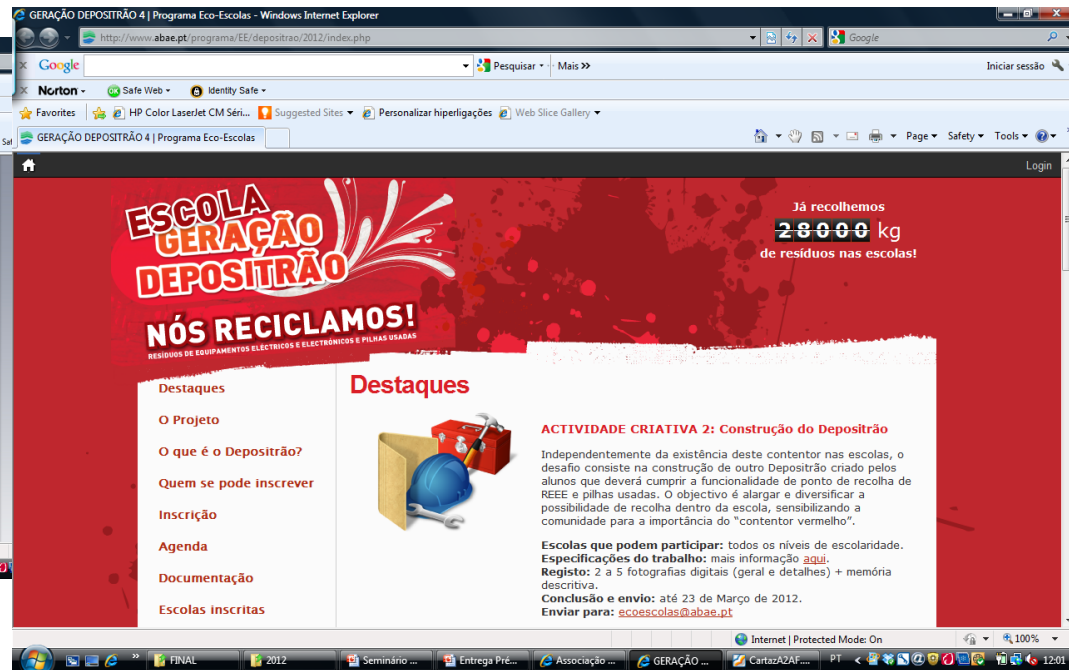 GERAÇÃO DEPOSITRÃO 4 | Programa Eco-Escolas - Windows Internet Explorer
http://www.abae.pt/programa/EE/depositrao/2012/index.php
Google
Google
Pesquisar
Mais >>
Iniciar sessão
Norton
Safe Web
Identity Safe
Favorites
HP Color LaserJet CM Séri...
Suggested Sites
Personalizar hiperligações
Web Slice Gallery
GERAÇÃO DEPOSITRÃO 4 | Programa Eco-Escolas
Page
Safety
Tools
Login
ESCOLA
GERAÇÃO
DEPOSITRÃO
NÓS RECICLAMOS!
RESÍDUOS DE EQUIPAMENTOS ELÉCTRICOS E ELECTRÓNICOS E PILHAS USADAS
Já recolhemos
28000 kg
de resíduos nas escolas!
Destaques
O Projeto
O que é o Depositrão?
Quem se pode inscrever
Inscrição
Agenda
Documentação
Escolas inscritas
Destaques
ACTIVIDADE CRIATIVA 2: Construção do Depositrão
Independentemente da existência deste contentor nas escolas, o
desafio consiste na construção de outro Depositrão criado pelos
alunos que deverá cumprir a funcionalidade de ponto de recolha de
REEE e pilhas usadas. O objectivo é alargar e diversificar a
possibilidade de recolha dentro da escola, sensibilizando a
comunidade para a importância do "contentor vermelho".
Escolas que podem participar: todos os níveis de escolaridade.
Especificações do trabalho: mais informação aqui.
Registo: 2 a 5 fotografias digitais (geral e detalhes) + memória
descritiva.
Conclusão e envio: até 23 de Março de 2012.
Enviar para: ecoescolas@abae.pt
Internet | Protected Mode: On
100%
FINAL
2012
Seminário ...
Entrega Pré...
Associação ...
GERAÇÃO ...
CartazA2AF....
PT
12:01